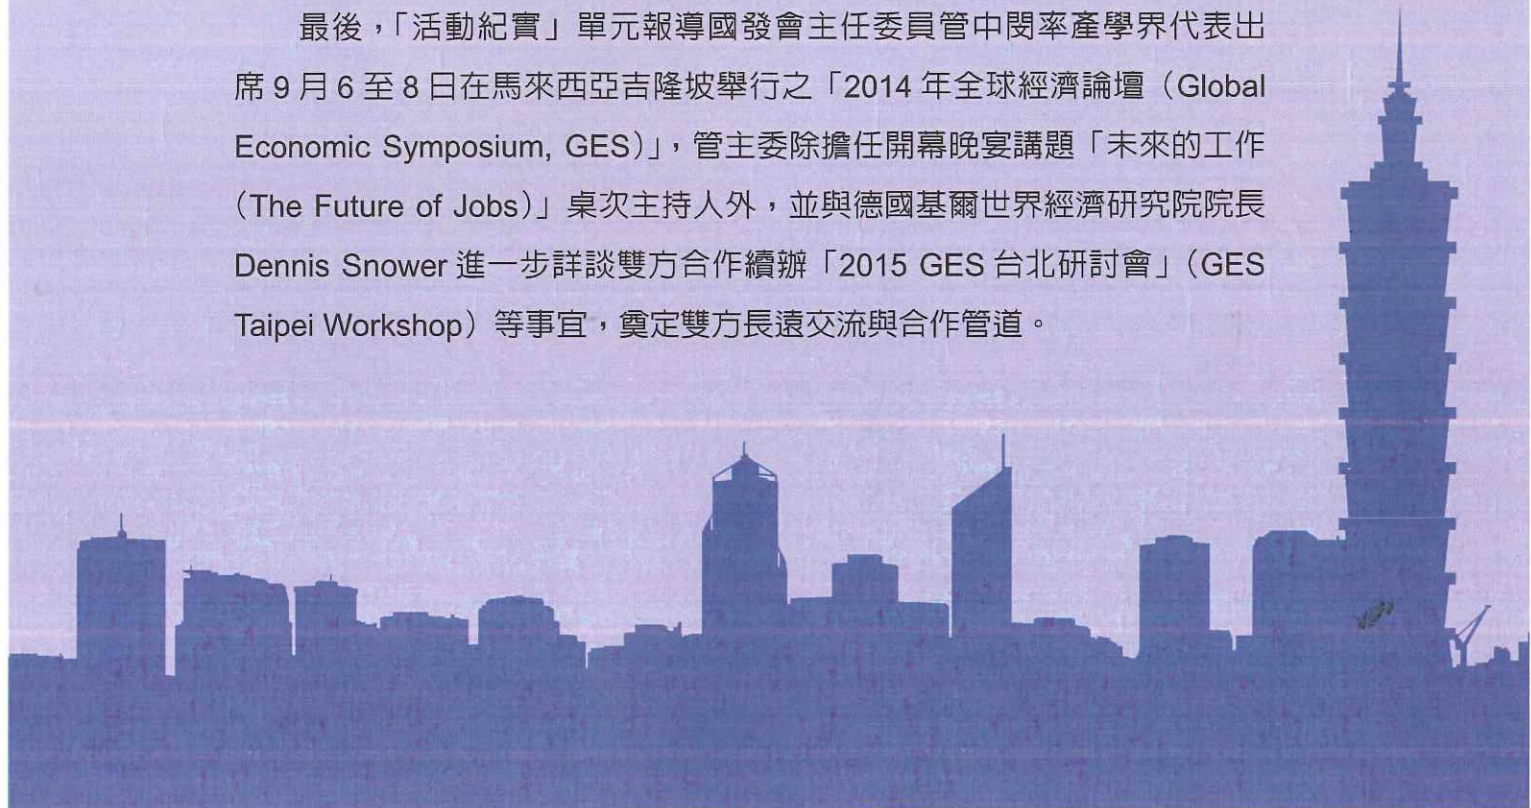 最後，「活動紀實」單元報導國發會主任委員管中閔率產學界代表出
席 9 月 6 至 8 日在馬來西亞吉隆坡舉行之「2014 年全球經濟論壇（Global
Economic Symposium, GES）」，管主委除擔任開幕晚宴講題「未來的工作
（The Future of Jobs）」桌次主持人外，並與德國基爾世界經濟研究院院長
Dennis Snower 進一步詳談雙方合作續辦「2015 GES 台北研討會」（GES
Taipei Workshop）等事宜，奠定雙方長遠交流與合作管道。